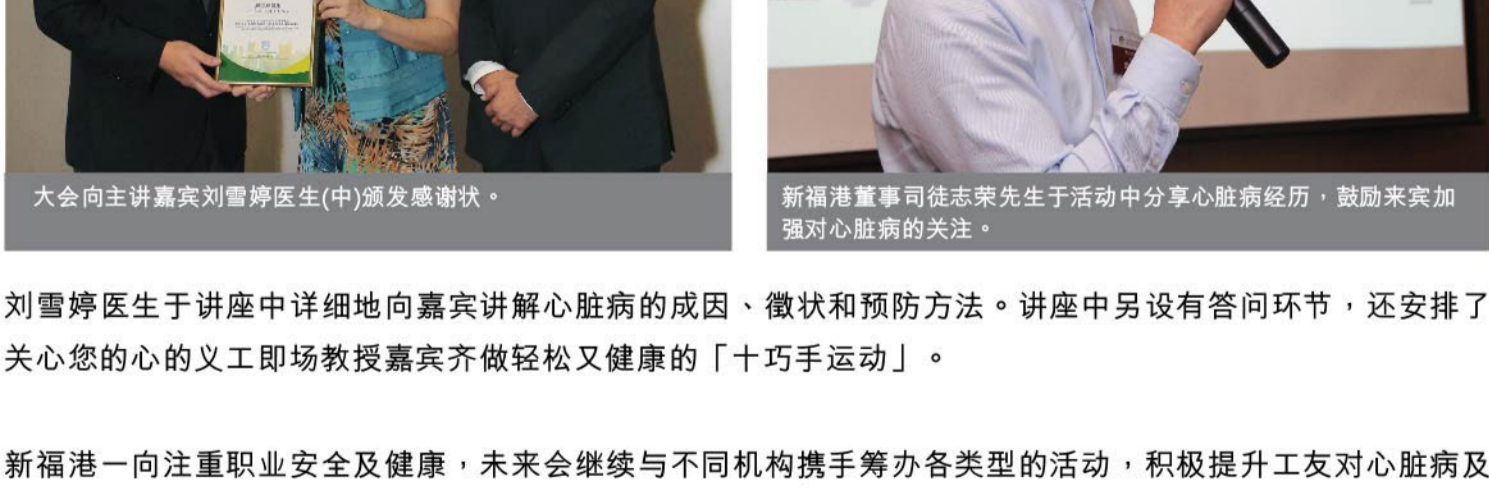 大会向主讲嘉宾刘雪婷医生(中)颁发感谢状。
新福港董事司徒志荣先生于活动中分享心脏病经历，鼓励来宾加
强对心脏病的关注。
刘雪婷医生于讲座中详细地向嘉宾讲解心脏病的成因、徵状和预防方法。讲座中另设有答问环节，还安排了
关心您的心的义工即场教授嘉宾齐做轻松又健康的「十巧手运动」。
新福港一向注重职业安全及健康，未来会继续与不同机构携手筹办各类型的活动，积极提升工友对心脏病及